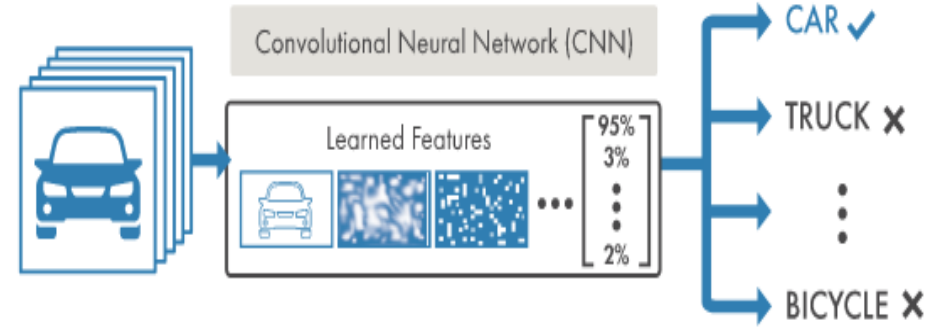 Convolutional Neural Network (CNN)
Learned Features
95%
3%
2%
CAR
TRUCK
BICYCLE